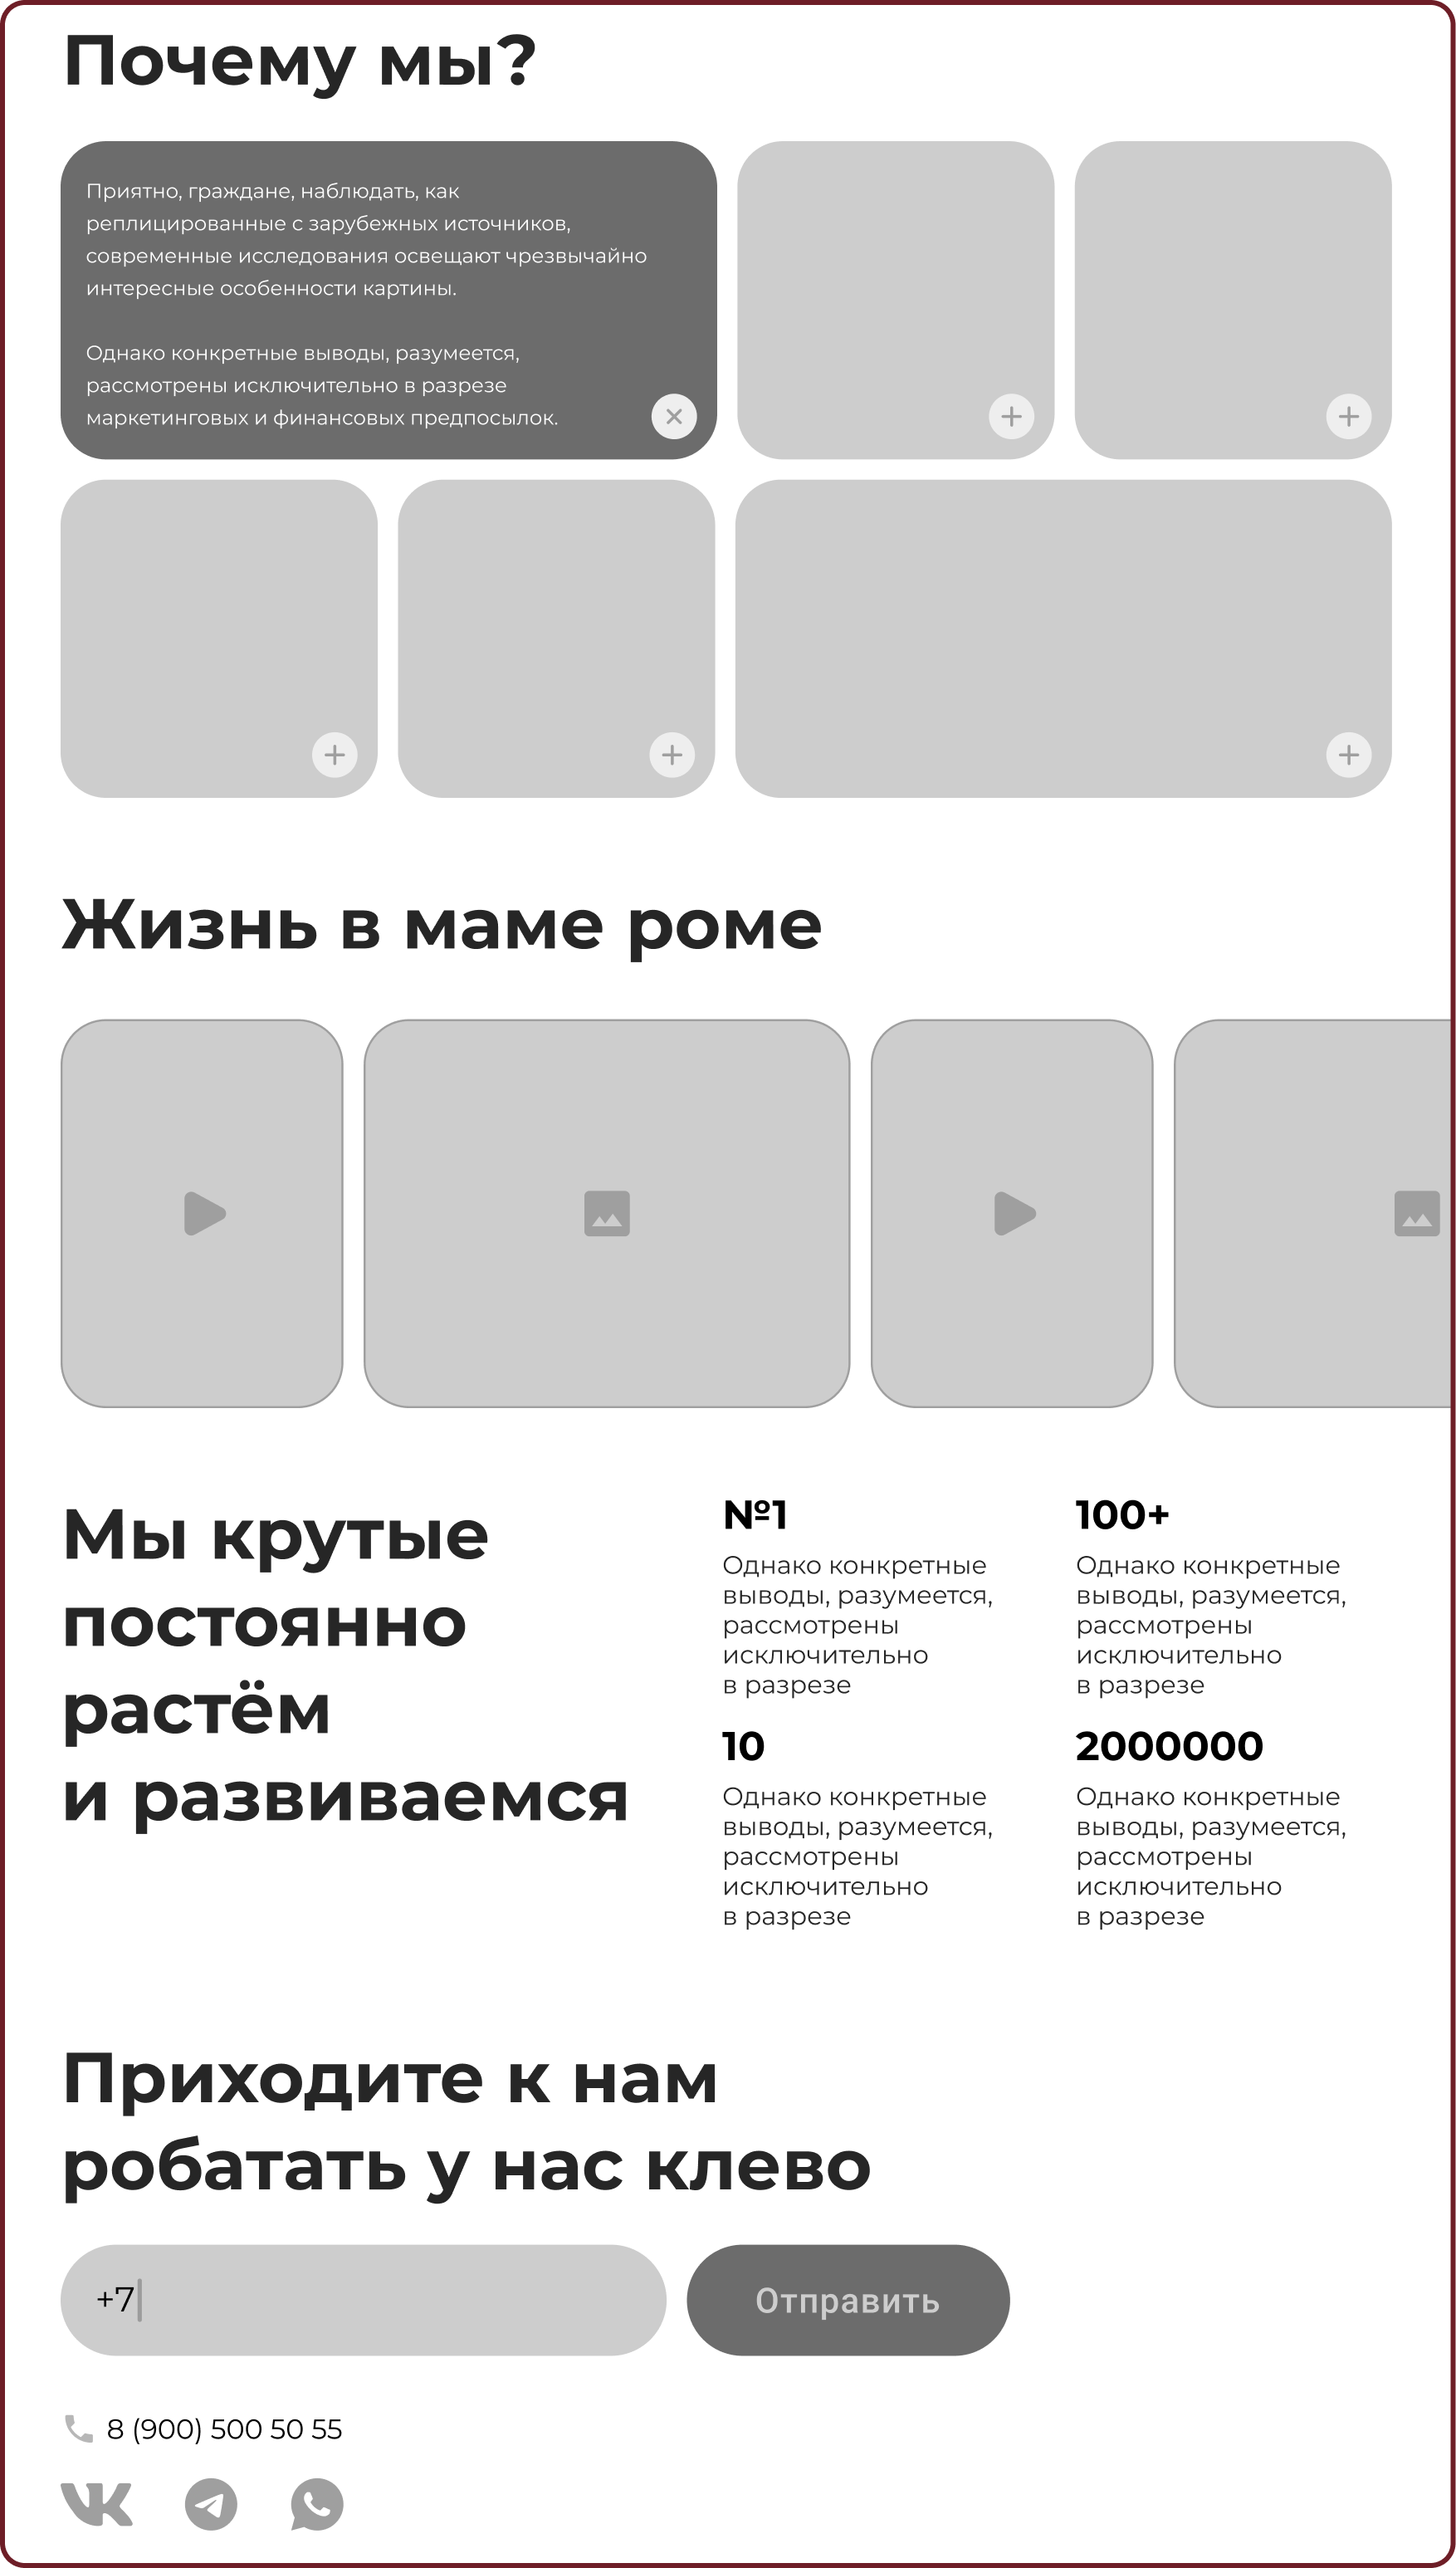 Почему мы?
Приятно, граждане, наблюдать, как
реплицированные с зарубежных источников,
современные исследования освещают чрезвычайно
интересные особенности картины.
Однако конкретные выводы, разумеется,
рассмотрены исключительно в разрезе
маркетинговых и финансовых предпосылок.
Жизнь в маме роме
Мы крутые
постоянно
растём
и развиваемся
№1
Однако конкретные
выводы, разумеется,
рассмотрены
исключительно
в разрезе
100+
Однако конкретные
выводы, разумеется,
рассмотрены
исключительно
в разрезе
10
Однако конкретные
выводы, разумеется,
рассмотрены
исключительно
в разрезе
2000000
Однако конкретные
выводы, разумеется,
рассмотрены
исключительно
в разрезе
Приходите к нам
робатать у нас клево
+7
Отправить
8 (900) 500 50 55